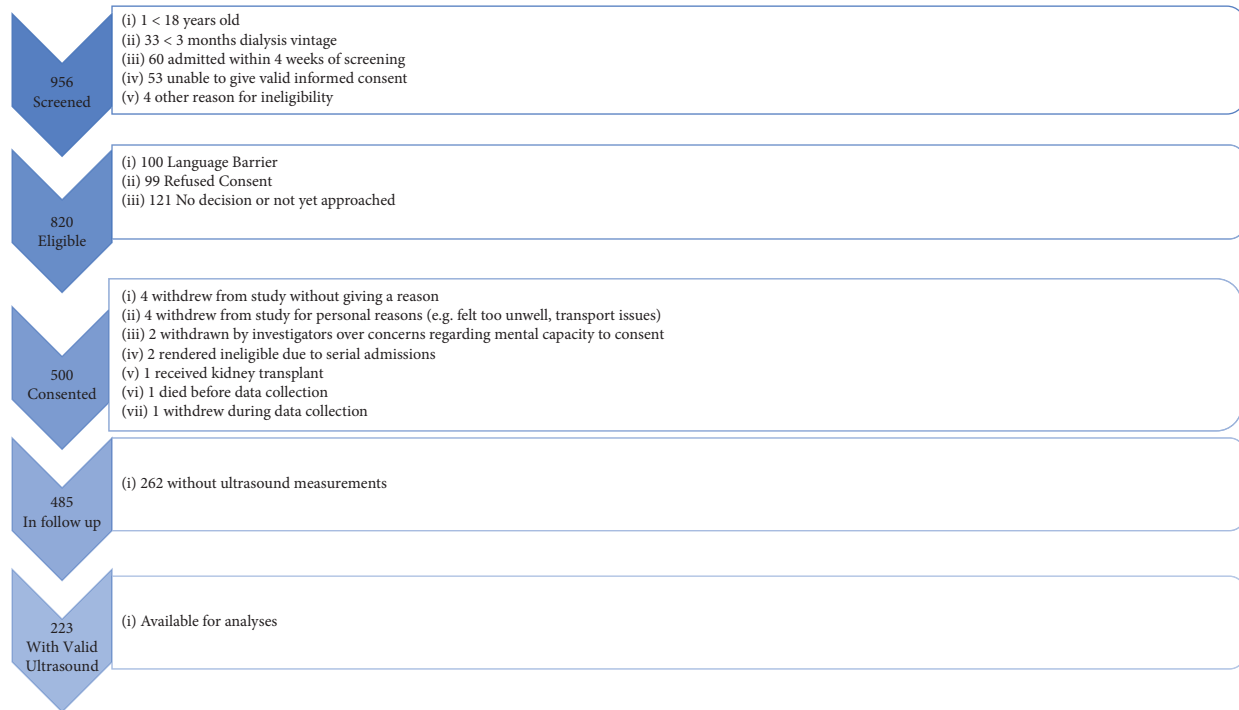 956
Screened
(i) 1 < 18 years old
(ii) 33 < 3 months dialysis vintage
(iii) 60 admitted within 4 weeks of screening
(iv) 53 unable to give valid informed consent
(v) 4 other reason for ineligibility
820
Eligible
(i) 100 Language Barrier
(ii) 99 Refused Consent
(iii) 121 No decision or not yet approached
500
Consented
(i) 4 withdrew from study without giving a reason
(ii) 4 withdrew from study for personal reasons (e.g. felt too unwell, transport issues)
(iii) 2 withdrawn by investigators over concerns regarding mental capacity to consent
(iv) 2 rendered ineligible due to serial admissions
(v) 1 received kidney transplant
(vi) 1 died before data collection
(vii) 1 withdrew during data collection
485
In follow up
(i) 262 without ultrasound measurements
223
With Valid
Ultrasound
(i) Available for analyses